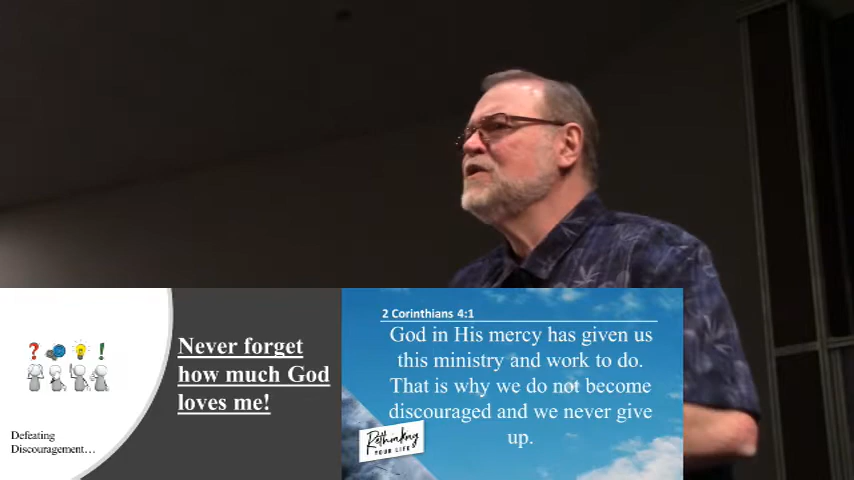 ? !
Defeating
Discouragement…
Never forget
how much God
loves me!
2 Corinthians 4:1
God in His mercy has given us
this ministry and work to do.
That is why we do not become
discouraged and we never give
up.
Rethinking
YOUR LIFE